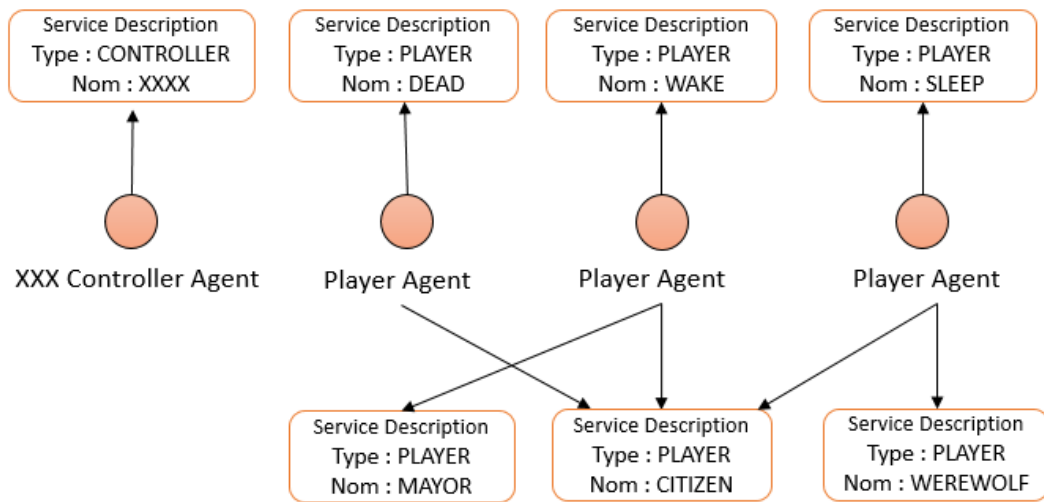 Service Description
Type : CONTROLLER
Nom : XXXX
Service Description
Type : PLAYER
Nom : DEAD
Service Description
Type : PLAYER
Nom : WAKE
Service Description
Type : PLAYER
Nom : SLEEP
XXX Controller Agent
Player Agent
Player Agent
Player Agent
Service Description
Type : PLAYER
Nom : MAYOR
Service Description
Type : PLAYER
Nom : CITIZEN
Service Description
Type : PLAYER
Nom : WEREWOLF